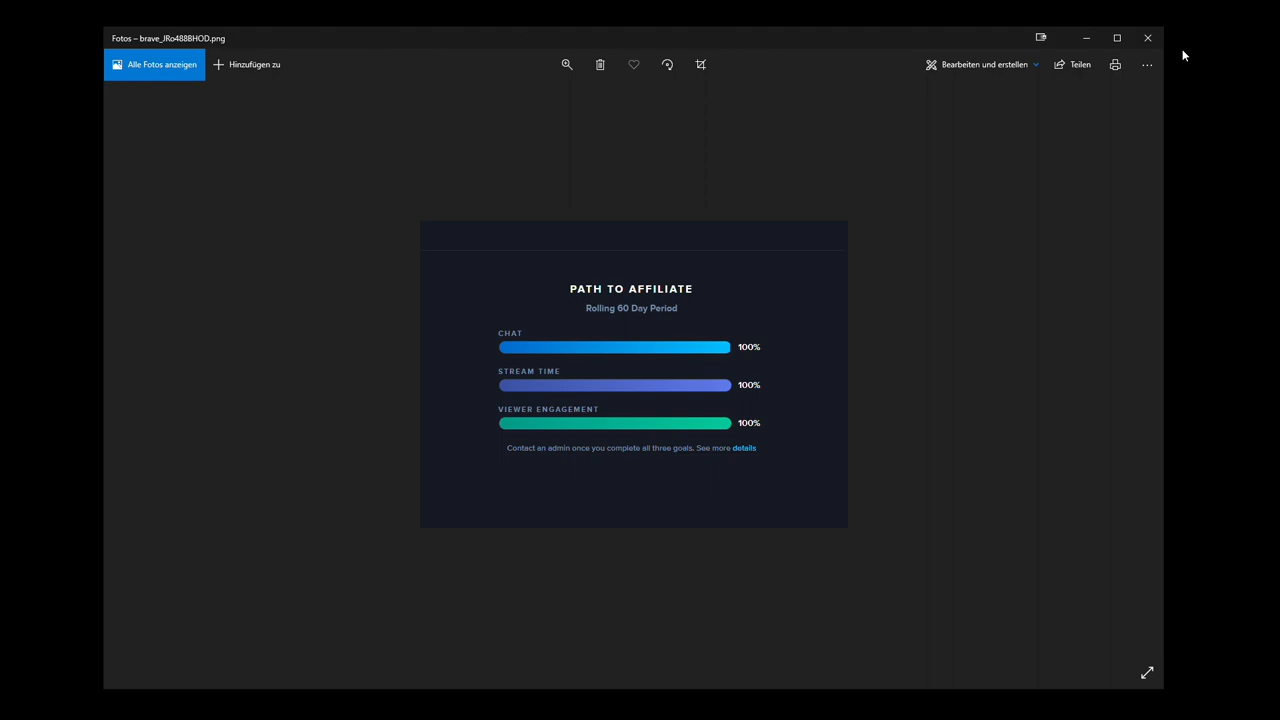 Fotos – brave_JRo488BHOD.png
Alle Fotos anzeigen
Hinzufügen zu
Bearbeiten und erstellen
Teilen
PATH TO AFFILIATE
Rolling 60 Day Period
CHAT
100%
STREAM TIME
100%
VIEWER ENGAGEMENT
100%
Contact an admin once you complete all three goals. See more details